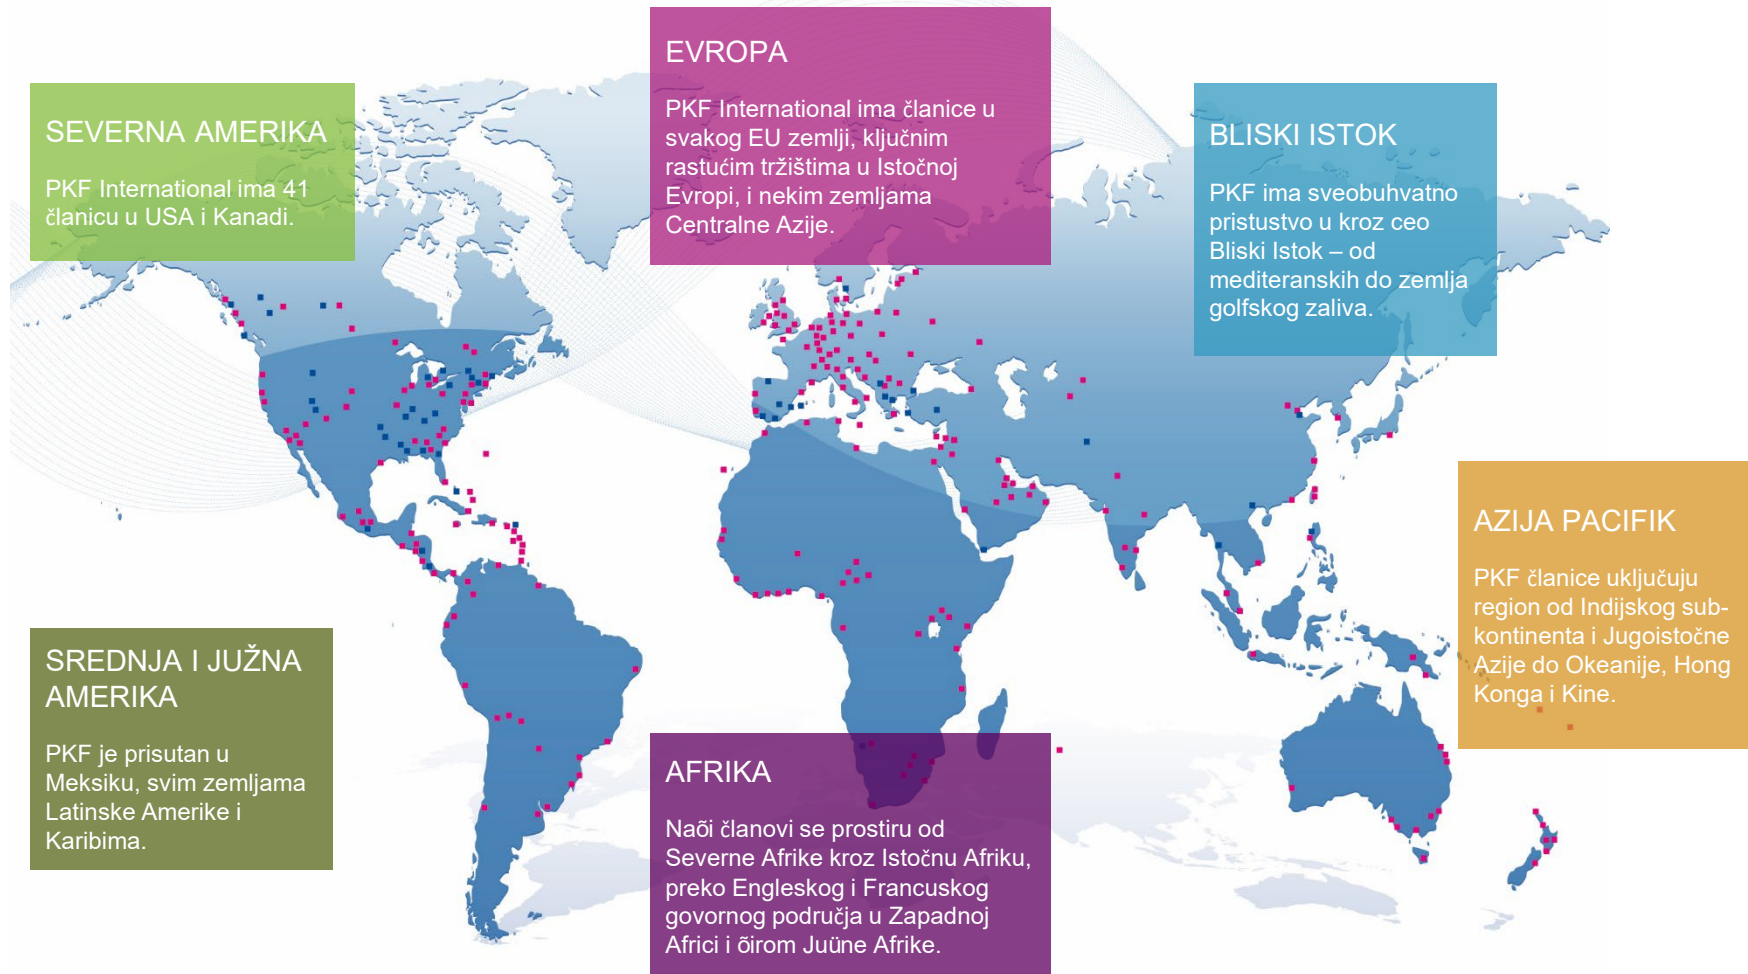 EVROPA
PKF International ima članice u
svakog EU zemlji, ključnim
rastućim tržištima u Istočnoj
Evropi, i nekim zemljama
Centralne Azije.
SEVERNA AMERIKA
PKF International ima 41
članicu u USA i Kanadi.
BLISKI ISTOK
PKF ima sveobuhvatno
pristustvo u kroz ceo
Bliski Istok – od
mediteranskih do zemlja
golfskog zaliva.
AZIJA PACIFIK
PKF članice uključuju
region od Indijskog sub-
kontinenta i Jugoistočne
Azije do Okeanije, Hong
Konga i Kine.
SREDNJA I JUŽNA
AMERIKA
PKF je prisutan u
Meksiku, svim zemljama
Latinske Amerike i
Karibima.
AFRIKA
Naõi članovi se prostiru od
Severne Afrike kroz Istočnu Afriku,
preko Engleskog i Francuskog
govornog područja u Zapadnoj
Africi i õirom Juüne Afrike.